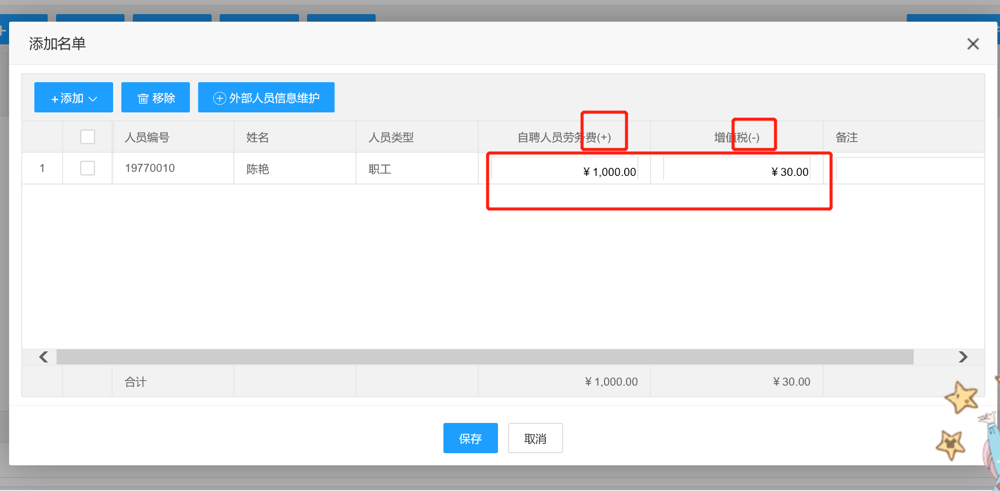 添加名单
+添加 移除 外部人员信息维护
人员编号 姓名 人员类型 自聘人员劳务费(+) 增值税(-) 备注
1 19770010 陈艳 职工 ¥ 1,000.00 ¥ 30.00
合计 ¥ 1,000.00 ¥ 30.00
保存 取消